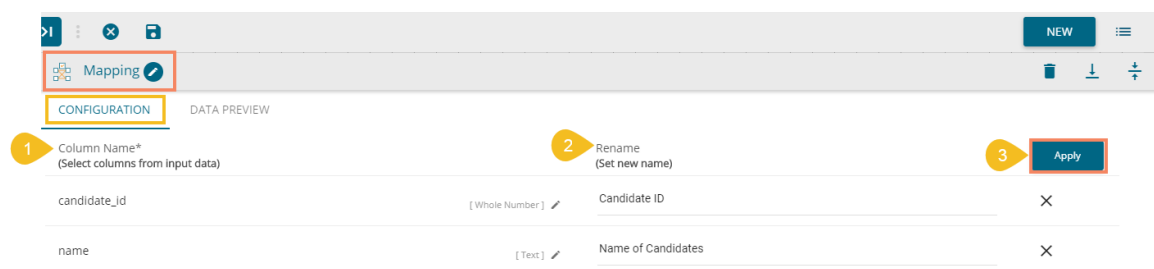 NEW
Mapping
CONFIGURATION DATA PREVIEW
1 Column Name* 2 Rename 3 Apply
(Select columns from input data) (Set new name)
candidate_id [ Whole Number ] Candidate ID
name [ Text ] Name of Candidates